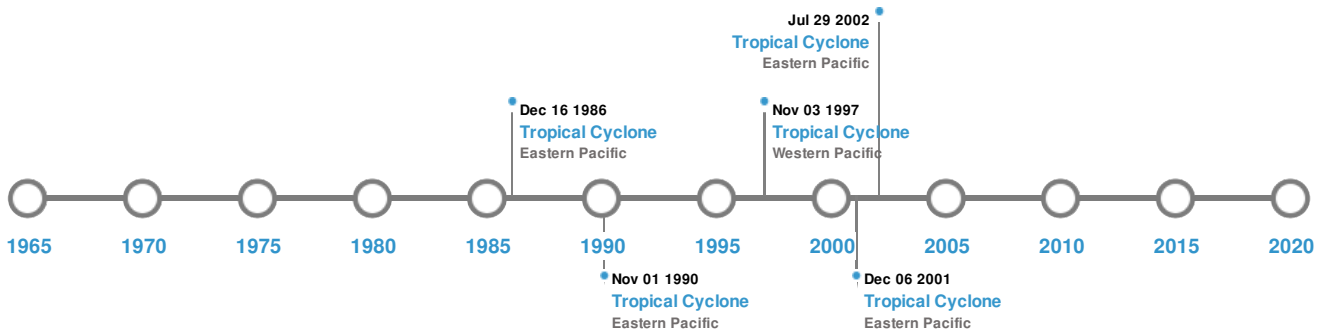 Jul 29 2002
Tropical Cyclone
Eastern Pacific
Dec 16 1986
Tropical Cyclone
Eastern Pacific
Nov 03 1997
Tropical Cyclone
Western Pacific
1965 1970 1975 1980 1985 1990 1995 2000 2005 2010 2015 2020
Nov 01 1990
Tropical Cyclone
Eastern Pacific
Dec 06 2001
Tropical Cyclone
Eastern Pacific